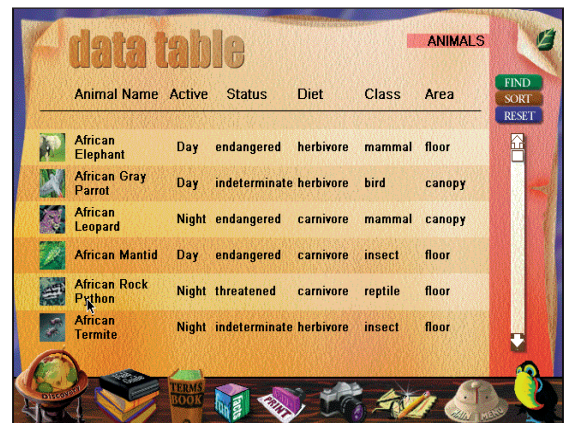 data table
ANIMALS
FIND
SORT
RESET
Animal Name Active Status Diet Class Area
African
Elephant Day endangered herbivore mammal floor
African Gray
Parrot Day indeterminate herbivore bird canopy
African
Leopard Night endangered carnivore mammal canopy
African Mantid Day endangered carnivore insect floor
African Rock
Python Night threatened carnivore reptile floor
African
Termite Night indeterminate herbivore insect floor
DISCOVERY
TERMS
BOOK
PRINT
MAIN MENU